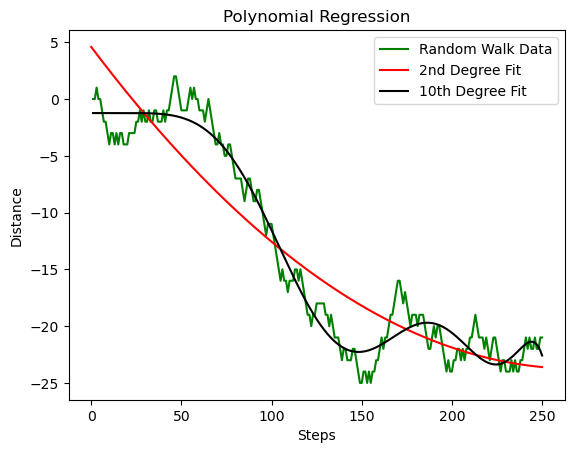 Polynomial Regression
Random Walk Data
2nd Degree Fit
10th Degree Fit
5
0
−5
−10
−15
−20
−25
Distance
0
50
100
150
200
250
Steps